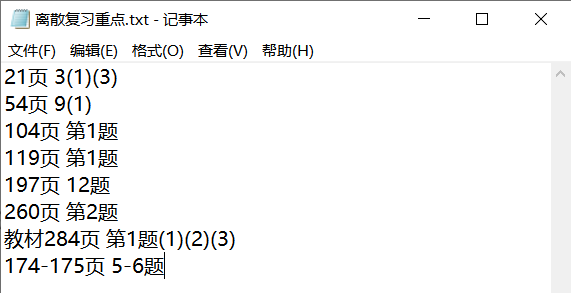 离散复习重点.txt - 记事本
文件(F) 编辑(E) 格式(O) 查看(V) 帮助(H)
21页 3(1)(3)
54页 9(1)
104页 第1题
119页 第1题
197页 12题
260页 第2题
教材284页 第1题(1)(2)(3)
174-175页 5-6题